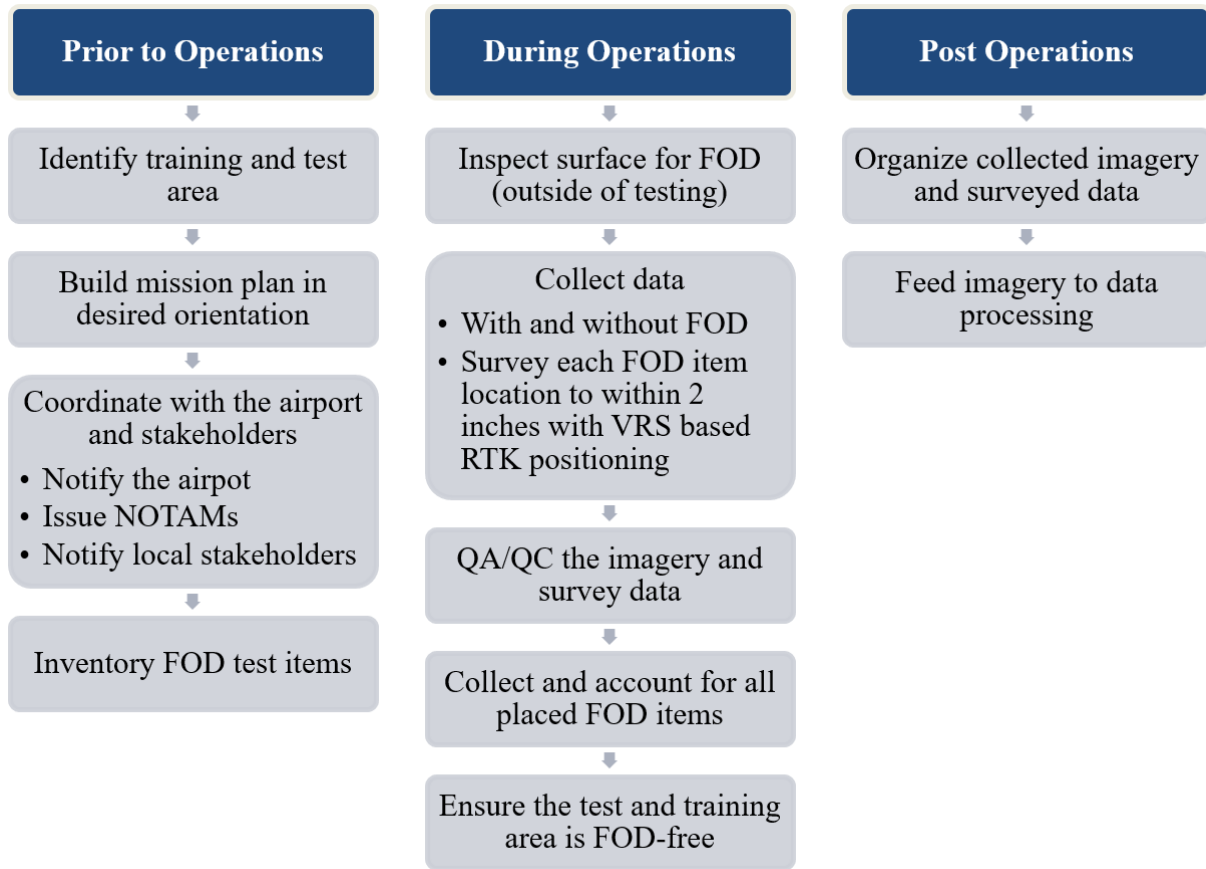 Prior to Operations
Identify training and test
area
Build mission plan in
desired orientation
Coordinate with the airport
and stakeholders
• Notify the airpot
• Issue NOTAMs
• Notify local stakeholders
Inventory FOD test items
During Operations
Inspect surface for FOD
(outside of testing)
Collect data
• With and without FOD
• Survey each FOD item
location to within 2
inches with VRS based
RTK positioning
QA/QC the imagery and
survey data
Collect and account for all
placed FOD items
Ensure the test and training
area is FOD-free
Post Operations
Organize collected imagery
and surveyed data
Feed imagery to data
processing